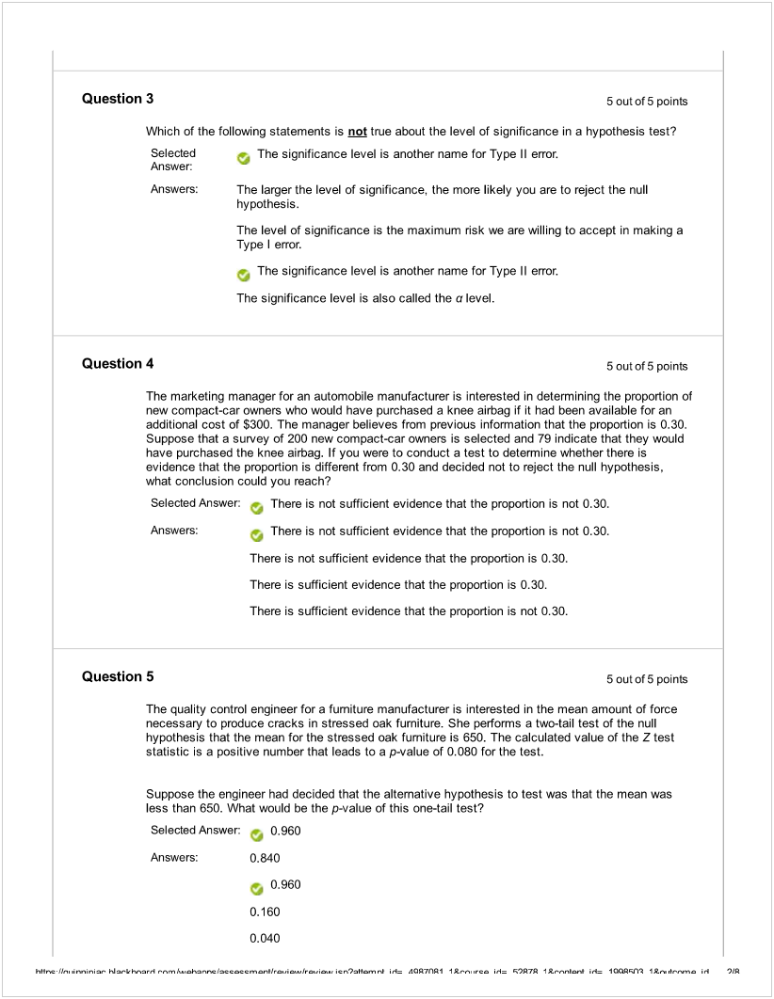 Question 3
5 out of 5 points
Which of the following statements is not true about the level of significance in a hypothesis test?
Selected Answer:
The significance level is another name for Type II error.
Answers:
The larger the level of significance, the more likely you are to reject the null
hypothesis.
The level of significance is the maximum risk we are willing to accept in making a
Type I error.
The significance level is another name for Type II error.
The significance level is also called the α level.
Question 4
5 out of 5 points
The marketing manager for an automobile manufacturer is interested in determining the proportion of
new compact-car owners who would have purchased a knee airbag if it had been available for an
additional cost of $300. The manager believes from previous information that the proportion is 0.30.
Suppose that a survey of 200 new compact-car owners is selected and 79 indicate that they would
have purchased the knee airbag. If you were to conduct a test to determine whether there is
evidence that the proportion is different from 0.30 and decided not to reject the null hypothesis,
what conclusion could you reach?
Selected Answer:
There is not sufficient evidence that the proportion is not 0.30.
Answers:
There is not sufficient evidence that the proportion is not 0.30.
There is not sufficient evidence that the proportion is 0.30.
There is sufficient evidence that the proportion is 0.30.
There is sufficient evidence that the proportion is not 0.30.
Question 5
5 out of 5 points
The quality control engineer for a furniture manufacturer is interested in the mean amount of force
necessary to produce cracks in stressed oak furniture. She performs a two-tail test of the null
hypothesis that the mean for the stressed oak furniture is 650. The calculated value of the Z test
statistic is a positive number that leads to a p-value of 0.080 for the test.
Suppose the engineer had decided that the alternative hypothesis to test was that the mean was
less than 650. What would be the p-value of this one-tail test?
Selected Answer:
0.960
Answers:
0.840
0.960
0.160
0.040
https://quinnipiac.blackboard.com/webapps/assessment/review/review.jsp?attempt_id=_4987081_1&course_id=_52878_1&content_id=_1998503_1&outcome_id... 2/8